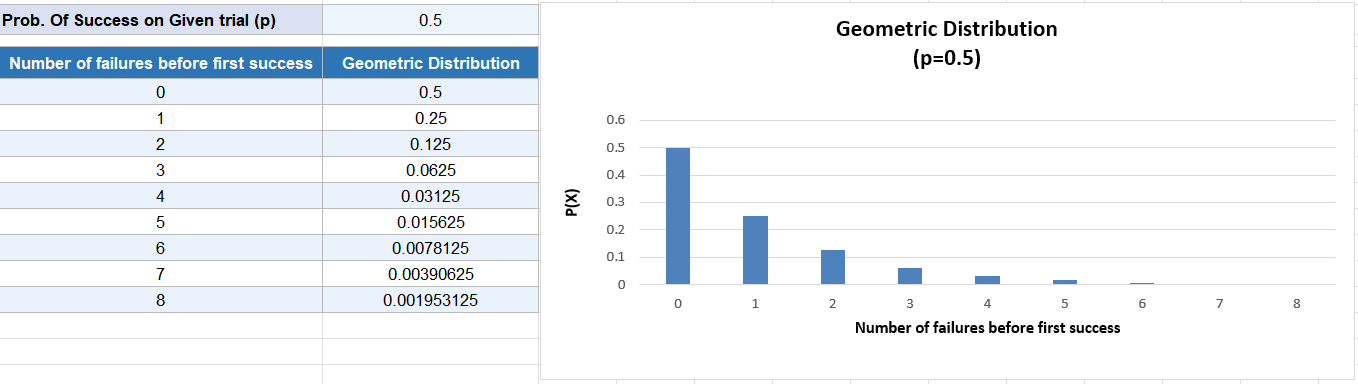 Prob. Of Success on Given trial (p) 0.5
Number of failures before first success Geometric Distribution
0 0.5
1 0.25
2 0.125
3 0.0625
4 0.03125
5 0.015625
6 0.0078125
7 0.00390625
8 0.001953125
Geometric Distribution
(p=0.5)
P(X)
0.6
0.5
0.4
0.3
0.2
0.1
0
0 1 2 3 4 5 6 7 8
Number of failures before first success